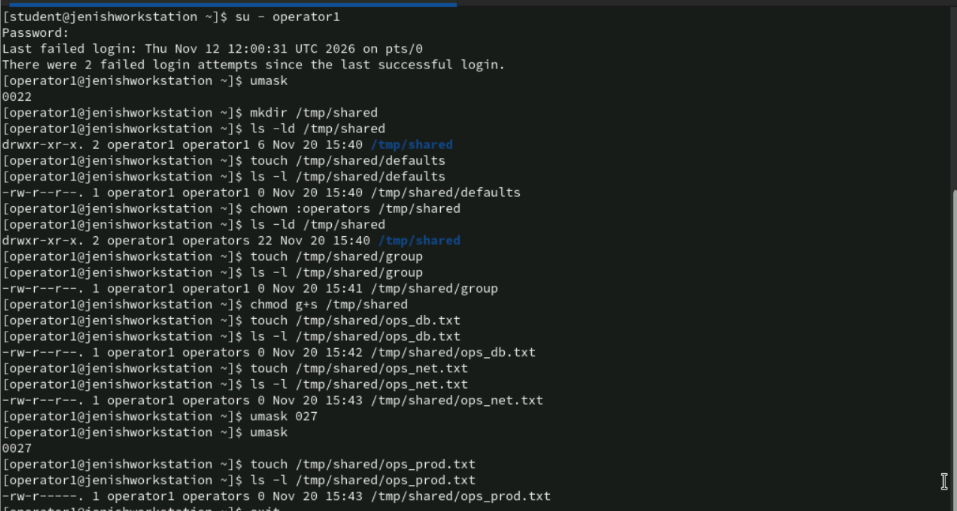 [student@jenishworkstation ~]$ su - operator1
Password:
Last failed login: Thu Nov 12 12:00:31 UTC 2026 on pts/0
There were 2 failed login attempts since the last successful login.
[operator1@jenishworkstation ~]$ umask
0022
[operator1@jenishworkstation ~]$ mkdir /tmp/shared
[operator1@jenishworkstation ~]$ ls -ld /tmp/shared
drwxr-xr-x. 2 operator1 operator1 6 Nov 20 15:40 /tmp/shared
[operator1@jenishworkstation ~]$ touch /tmp/shared/defaults
[operator1@jenishworkstation ~]$ ls -l /tmp/shared/defaults
-rw-r--r--. 1 operator1 operator1 0 Nov 20 15:40 /tmp/shared/defaults
[operator1@jenishworkstation ~]$ chown :operators /tmp/shared
[operator1@jenishworkstation ~]$ ls -ld /tmp/shared
drwxr-xr-x. 2 operator1 operators 22 Nov 20 15:40 /tmp/shared
[operator1@jenishworkstation ~]$ touch /tmp/shared/group
[operator1@jenishworkstation ~]$ ls -l /tmp/shared/group
-rw-r--r--. 1 operator1 operator1 0 Nov 20 15:41 /tmp/shared/group
[operator1@jenishworkstation ~]$ chmod g+s /tmp/shared
[operator1@jenishworkstation ~]$ touch /tmp/shared/ops_db.txt
[operator1@jenishworkstation ~]$ ls -l /tmp/shared/ops_db.txt
-rw-r--r--. 1 operator1 operators 0 Nov 20 15:42 /tmp/shared/ops_db.txt
[operator1@jenishworkstation ~]$ touch /tmp/shared/ops_net.txt
[operator1@jenishworkstation ~]$ ls -l /tmp/shared/ops_net.txt
-rw-r--r--. 1 operator1 operators 0 Nov 20 15:43 /tmp/shared/ops_net.txt
[operator1@jenishworkstation ~]$ umask 027
[operator1@jenishworkstation ~]$ umask
0027
[operator1@jenishworkstation ~]$ touch /tmp/shared/ops_prod.txt
[operator1@jenishworkstation ~]$ ls -l /tmp/shared/ops_prod.txt
-rw-r-----. 1 operator1 operators 0 Nov 20 15:43 /tmp/shared/ops_prod.txt